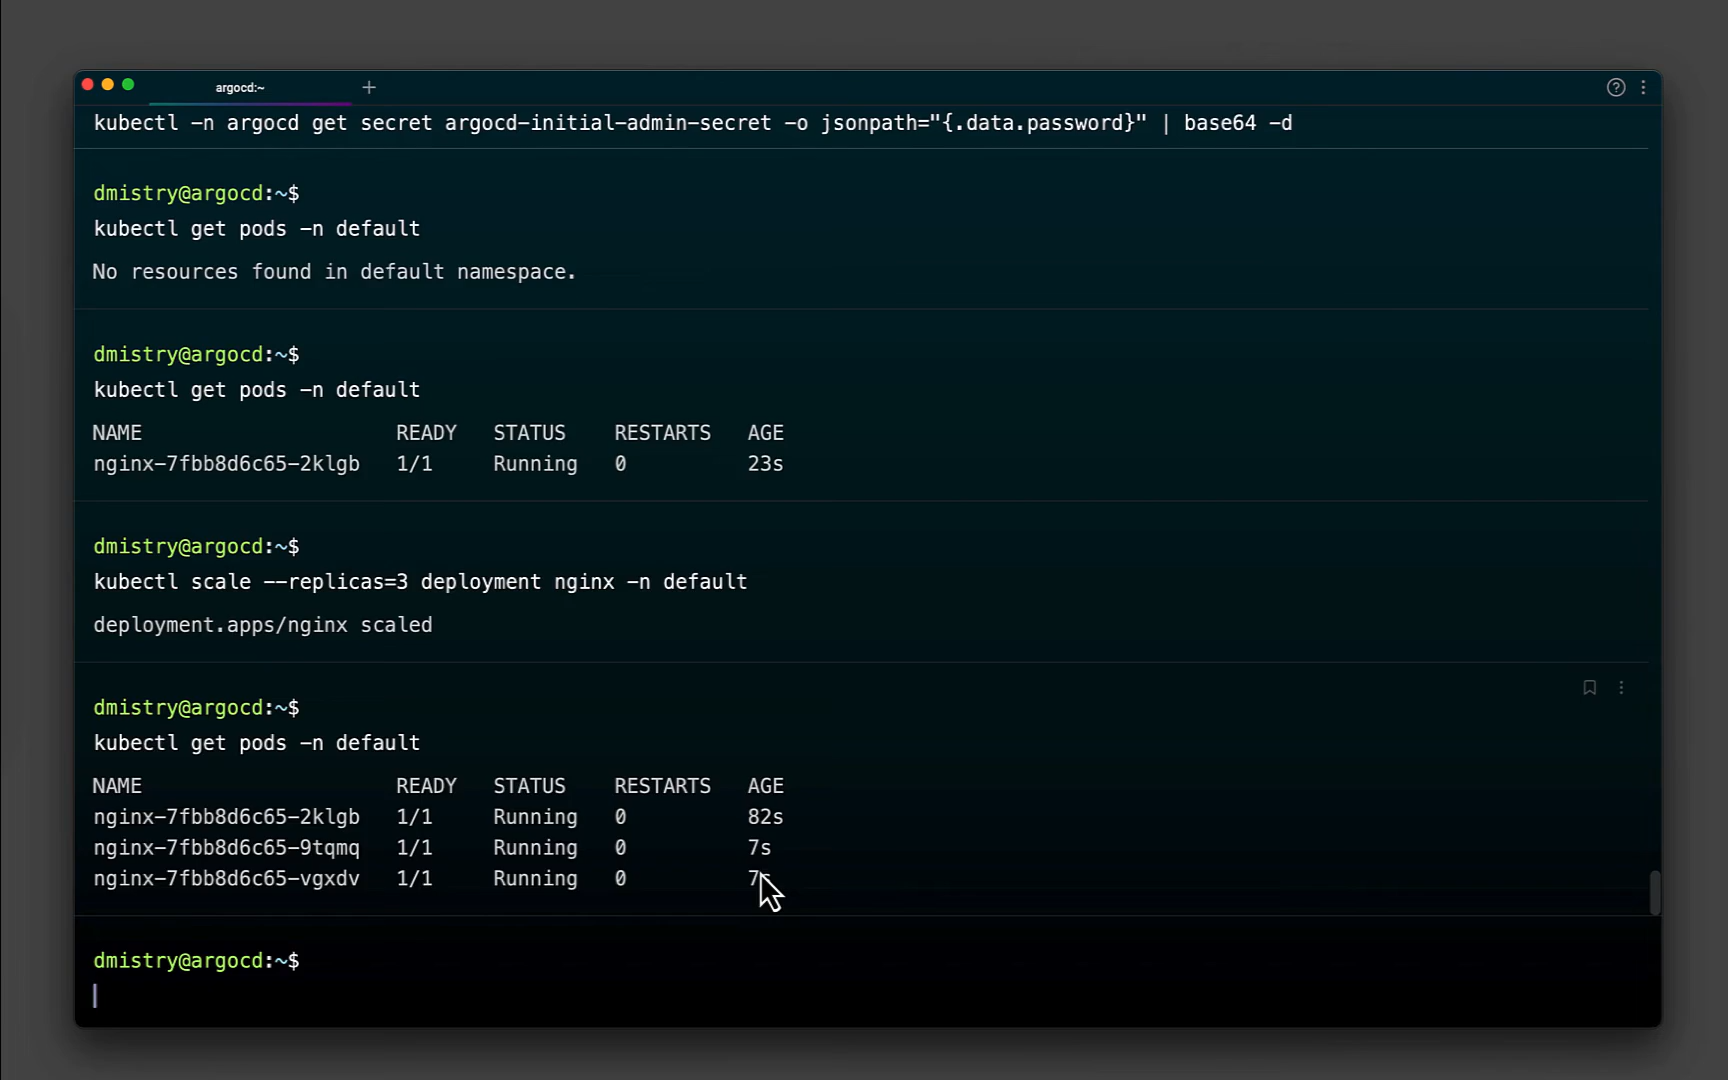 argocd:~
kubectl -n argocd get secret argocd-initial-admin-secret -o jsonpath="{.data.password}" | base64 -d
dmistry@argocd:~$
kubectl get pods -n default
No resources found in default namespace.
dmistry@argocd:~$
kubectl get pods -n default
NAME READY STATUS RESTARTS AGE
nginx-7fbb8d6c65-2klgb 1/1 Running 0 23s
dmistry@argocd:~$
kubectl scale --replicas=3 deployment nginx -n default
deployment.apps/nginx scaled
dmistry@argocd:~$
kubectl get pods -n default
NAME READY STATUS RESTARTS AGE
nginx-7fbb8d6c65-2klgb 1/1 Running 0 82s
nginx-7fbb8d6c65-9tqmq 1/1 Running 0 7s
nginx-7fbb8d6c65-vgxdv 1/1 Running 0 7s
dmistry@argocd:~$